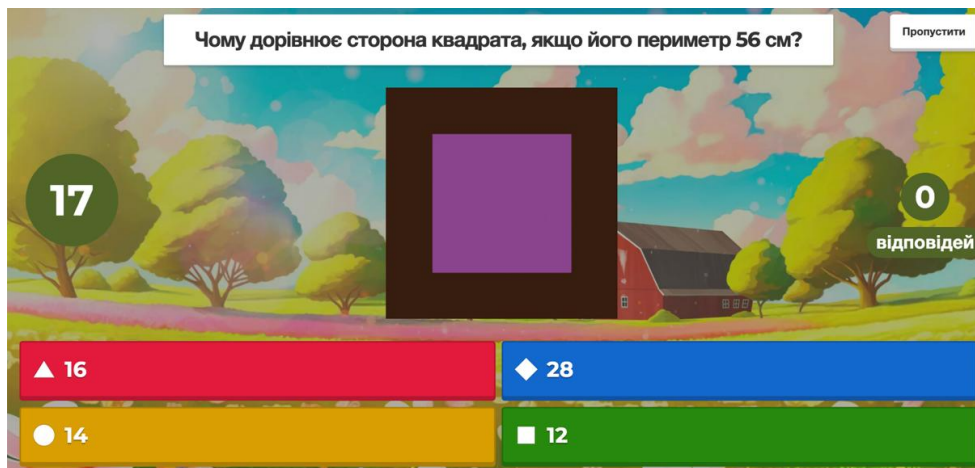 Чому дорівнює сторона квадрата, якщо його периметр 56 см?
Пропустити
17
0
відповідей
16
28
14
12